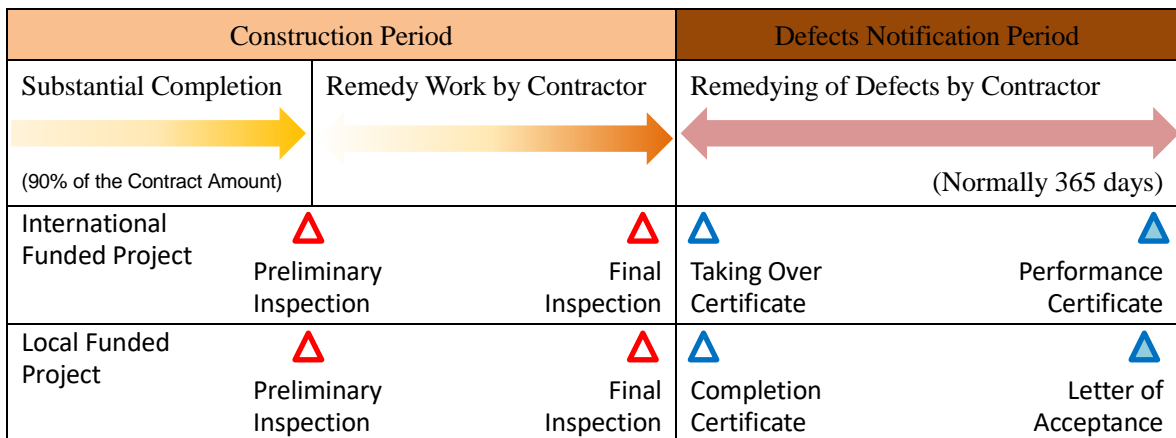 Construction Period
Defects Notification Period
Substantial Completion
Remedy Work by Contractor
Remedying of Defects by Contractor
(90% of the Contract Amount)
(Normally 365 days)
International
Funded Project
Preliminary
Inspection
Final
Inspection
Taking Over
Certificate
Performance
Certificate
Local Funded
Project
Preliminary
Inspection
Final
Inspection
Completion
Certificate
Letter of
Acceptance